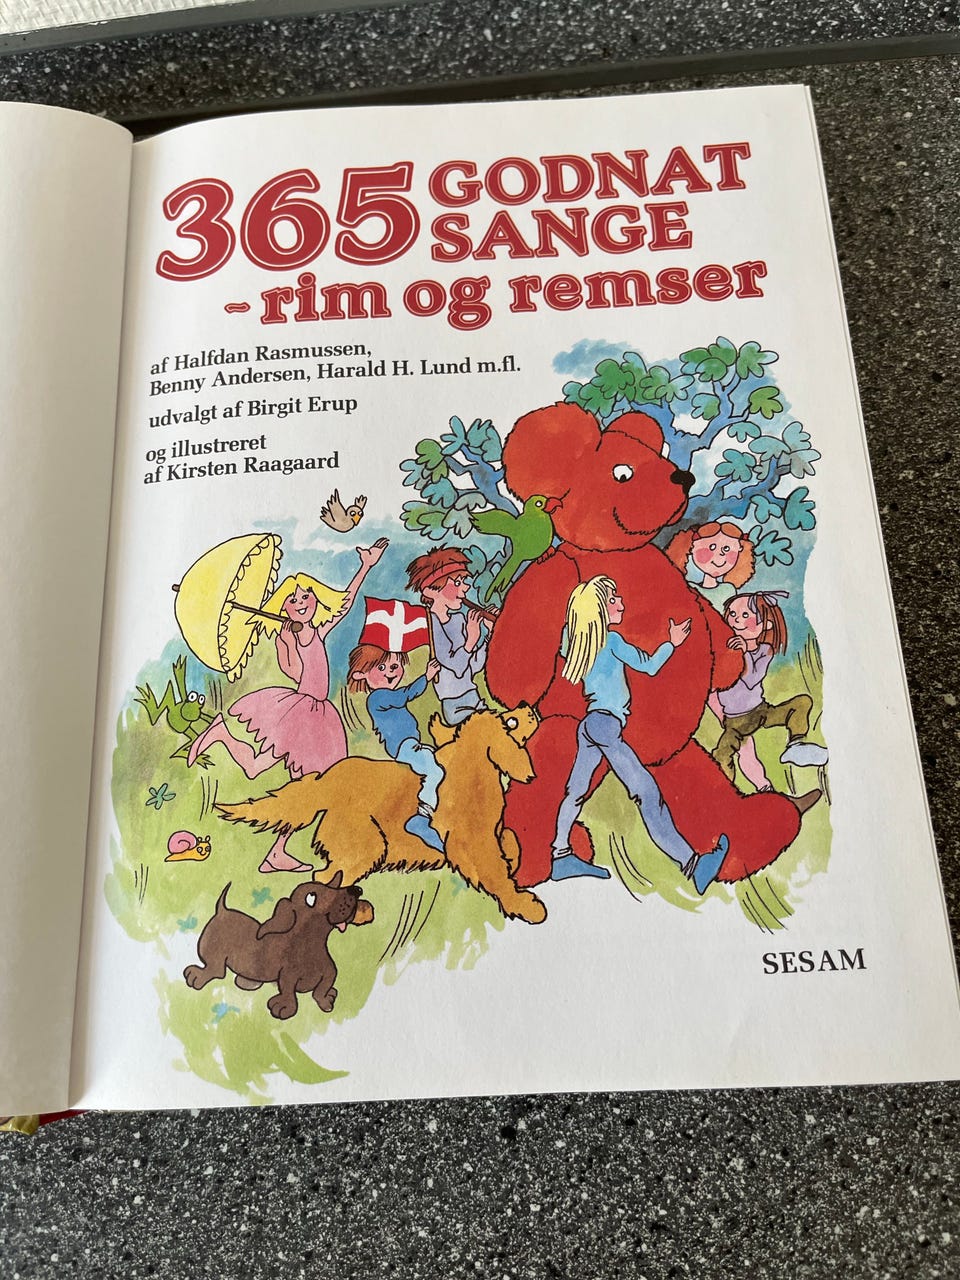 365 GODNAT
SANGE
~rim og remser
af Halfdan Rasmussen,
Benny Andersen, Harald H. Lund m.fl.
udvalgt af Birgit Erup
og illustreret
af Kirsten Raagaard
SESAM